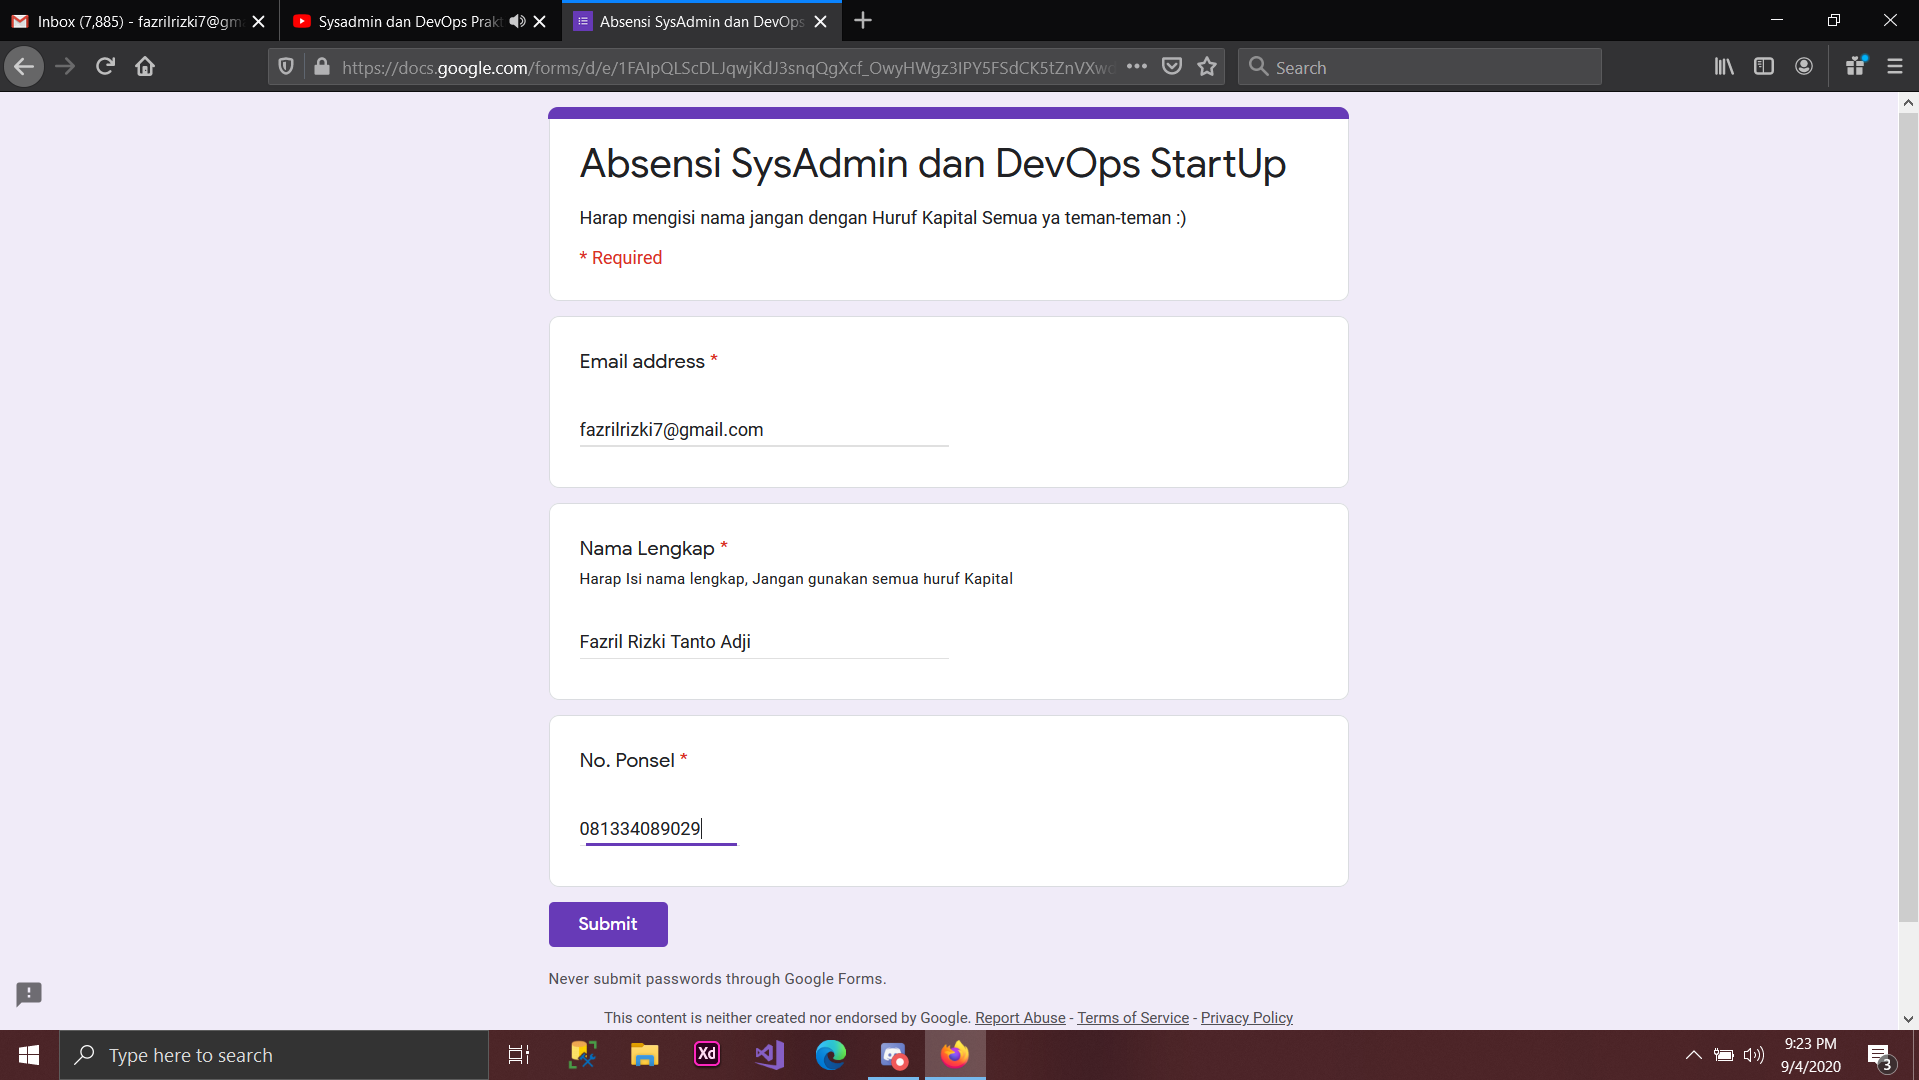 Inbox (7,885) - fazrilrizki7@gm
Sysadmin dan DevOps Prakt
Absensi SysAdmin dan DevOps
https://docs.google.com/forms/d/e/1FAIpQLScDLJqwjKdJ3snqQgXcf_OwyHWgz3IPY5FSdCK5tZnVXwd
Search
Absensi SysAdmin dan DevOps StartUp
Harap mengisi nama jangan dengan Huruf Kapital Semua ya teman-teman :)
* Required
Email address *
fazrilrizki7@gmail.com
Nama Lengkap *
Harap Isi nama lengkap, Jangan gunakan semua huruf Kapital
Fazril Rizki Tanto Adji
No. Ponsel *
081334089029
Submit
Never submit passwords through Google Forms.
This content is neither created nor endorsed by Google. Report Abuse - Terms of Service - Privacy Policy
Type here to search
Xd
9:23 PM
9/4/2020
3